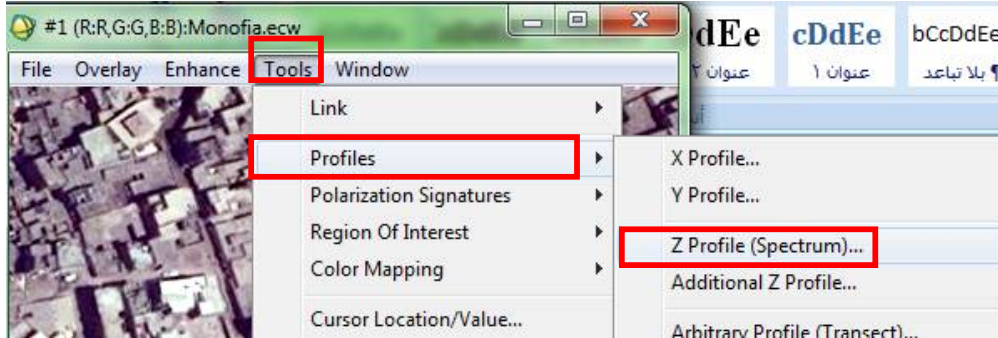 #1 (R:R,G:G,B:B):Monofia.ecw
File Overlay Enhance Tools Window
dEe cDdEe bCcDdEe
عنوان ٢ عنوان ١ ¶ بلا تباعد
Link
Profiles
Polarization Signatures
Region Of Interest
Color Mapping
Cursor Location/Value...
X Profile...
Y Profile...
Z Profile (Spectrum)...
Additional Z Profile...
Arbitrary Profile (Transect)...